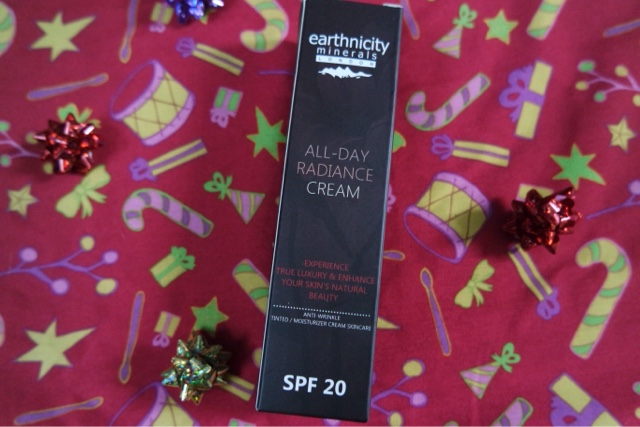 earthnicity
minerals
LONDON
ALL-DAY
RADIANCE
CREAM
EXPERIENCE
TRUE LUXURY & ENHANCE
YOUR SKIN'S NATURAL
BEAUTY
ANTI-WRINKLE
TINTED / MOISTURIZER CREAM SKINCARE
SPF 20